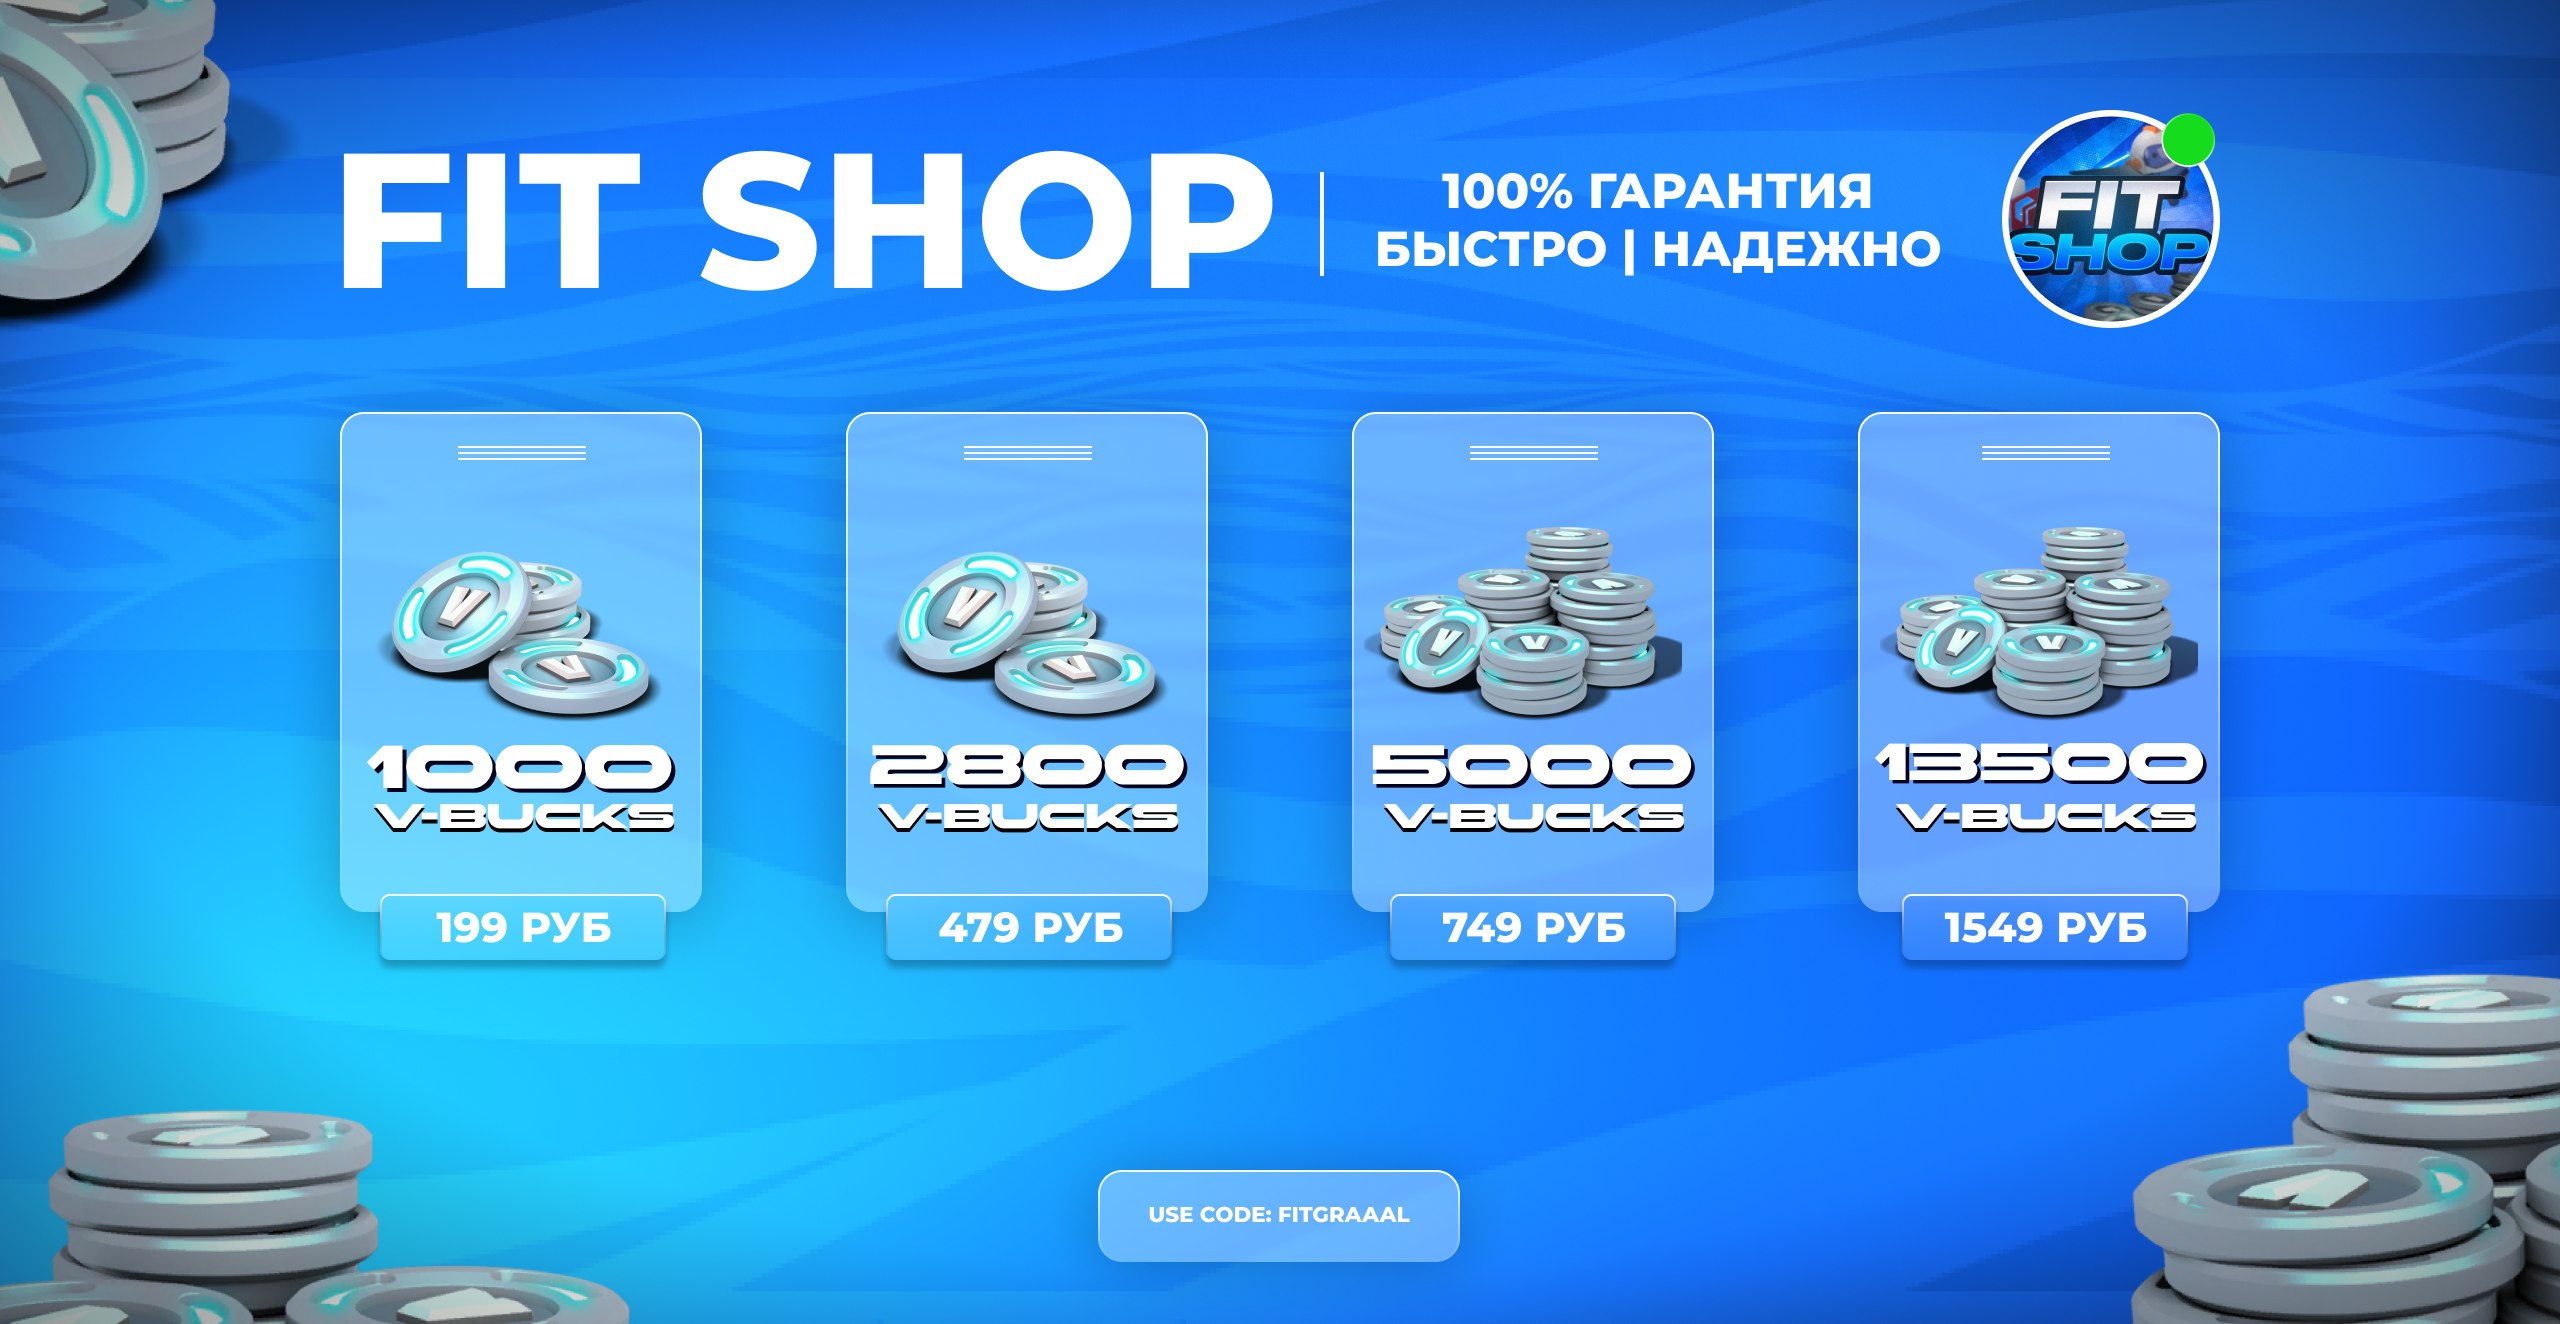 FIT SHOP
100% ГАРАНТИЯ
БЫСТРО | НАДЕЖНО
FIT
SHOP
1000
V-BUCKS
199 РУБ
2800
V-BUCKS
479 РУБ
5000
V-BUCKS
749 РУБ
13500
V-BUCKS
1549 РУБ
USE CODE: FITGRAAAL